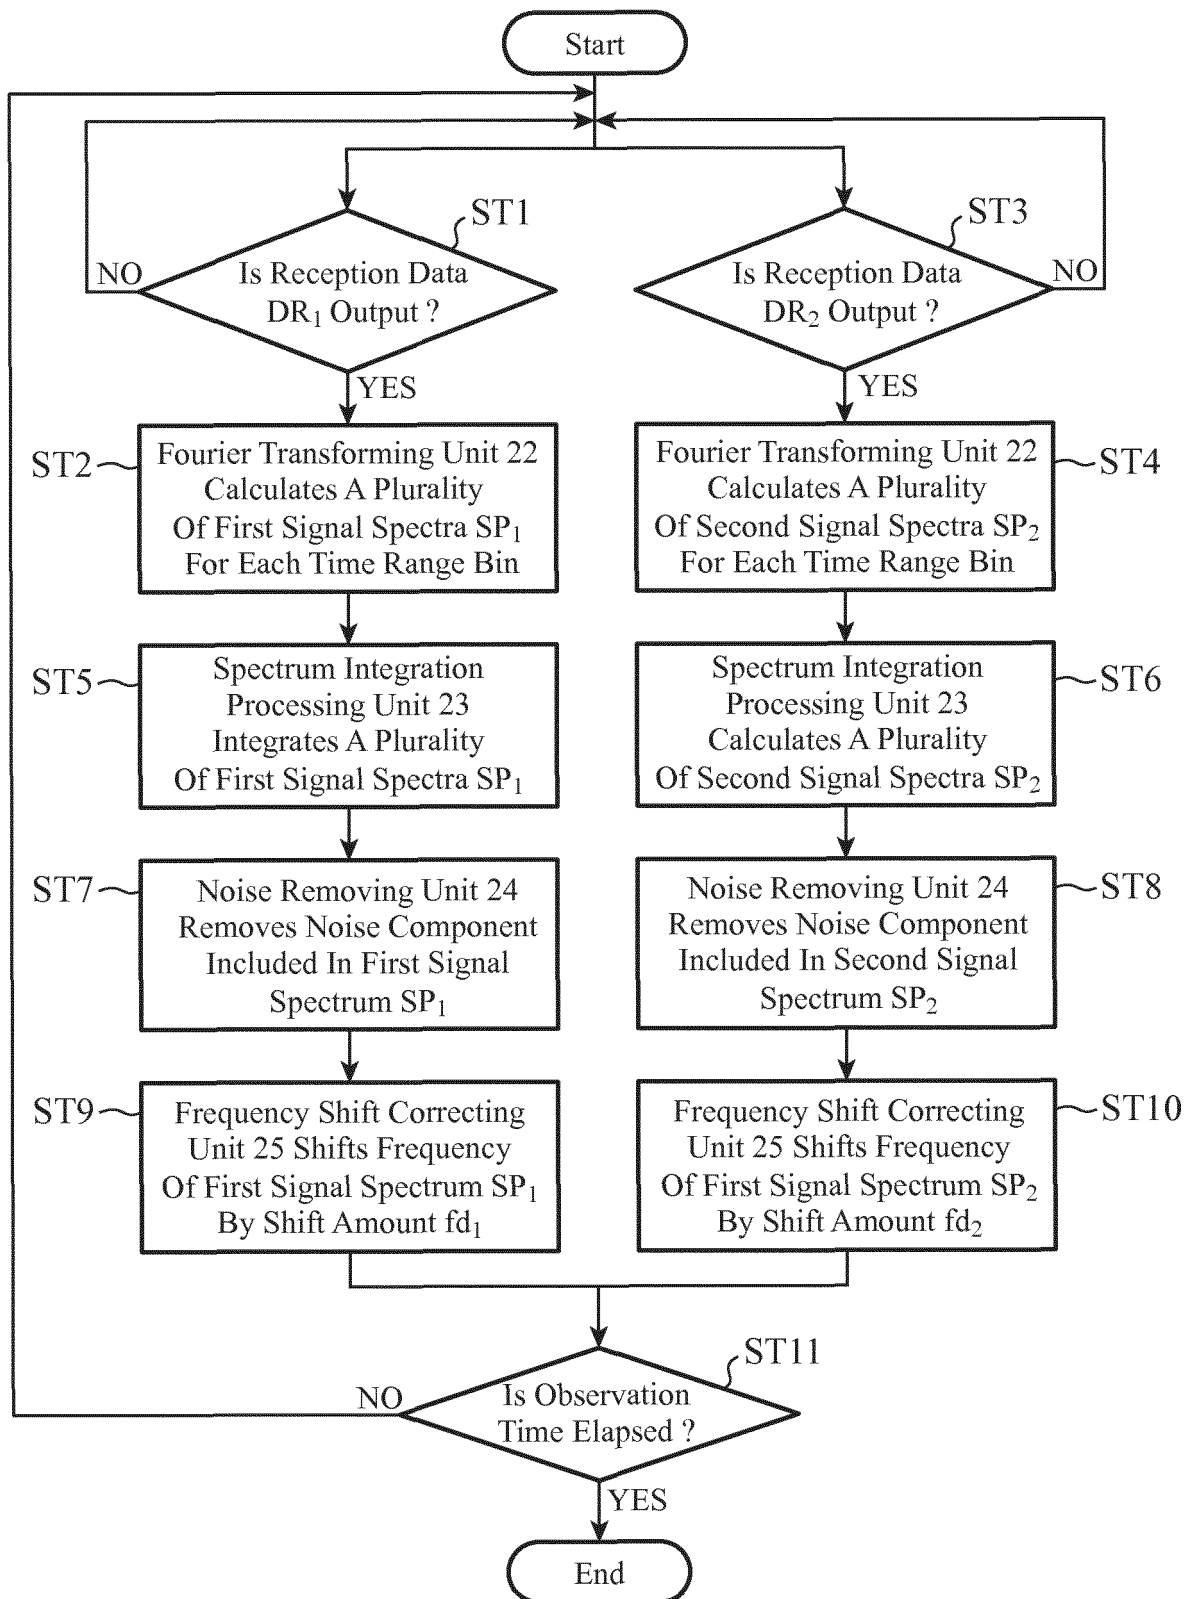 Start
ST1
Is Reception Data
DR₁ Output ?
NO
YES
ST3
Is Reception Data
DR₂ Output ?
NO
YES
ST2
Fourier Transforming Unit 22
Calculates A Plurality
Of First Signal Spectra SP₁
For Each Time Range Bin
ST4
Fourier Transforming Unit 22
Calculates A Plurality
Of Second Signal Spectra SP₂
For Each Time Range Bin
ST5
Spectrum Integration
Processing Unit 23
Integrates A Plurality
Of First Signal Spectra SP₁
ST6
Spectrum Integration
Processing Unit 23
Calculates A Plurality
Of Second Signal Spectra SP₂
ST7
Noise Removing Unit 24
Removes Noise Component
Included In First Signal
Spectrum SP₁
ST8
Noise Removing Unit 24
Removes Noise Component
Included In Second Signal
Spectrum SP₂
ST9
Frequency Shift Correcting
Unit 25 Shifts Frequency
Of First Signal Spectrum SP₁
By Shift Amount fd₁
ST10
Frequency Shift Correcting
Unit 25 Shifts Frequency
Of First Signal Spectrum SP₂
By Shift Amount fd₂
ST11
Is Observation
Time Elapsed ?
NO
YES
End